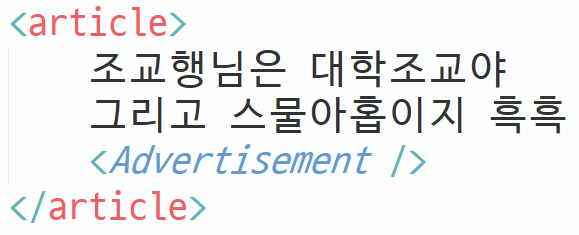 <article>
조교행님은 대학조교야
그리고 스물아홉이지 흑흑
<Advertisement />
</article>